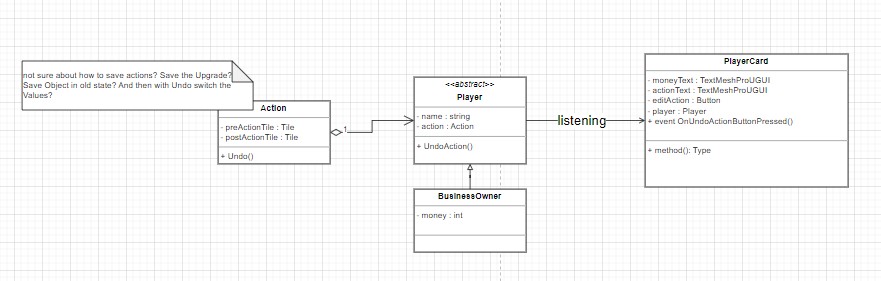 not sure about how to save actions? Save the Upgrade?
Save Object in old state? And then with Undo switch the
Values?
Action
- preActionTile : Tile
- postActionTile : Tile
+ Undo()
1
<<abstract>>
Player
- name : string
- action : Action
+ UndoAction()
BusinessOwner
- money : int
listening
PlayerCard
- moneyText : TextMeshProUGUI
- actionText : TextMeshProUGUI
- editAction : Button
- player : Player
+ event OnUndoActionButtonPressed()
+ method(): Type